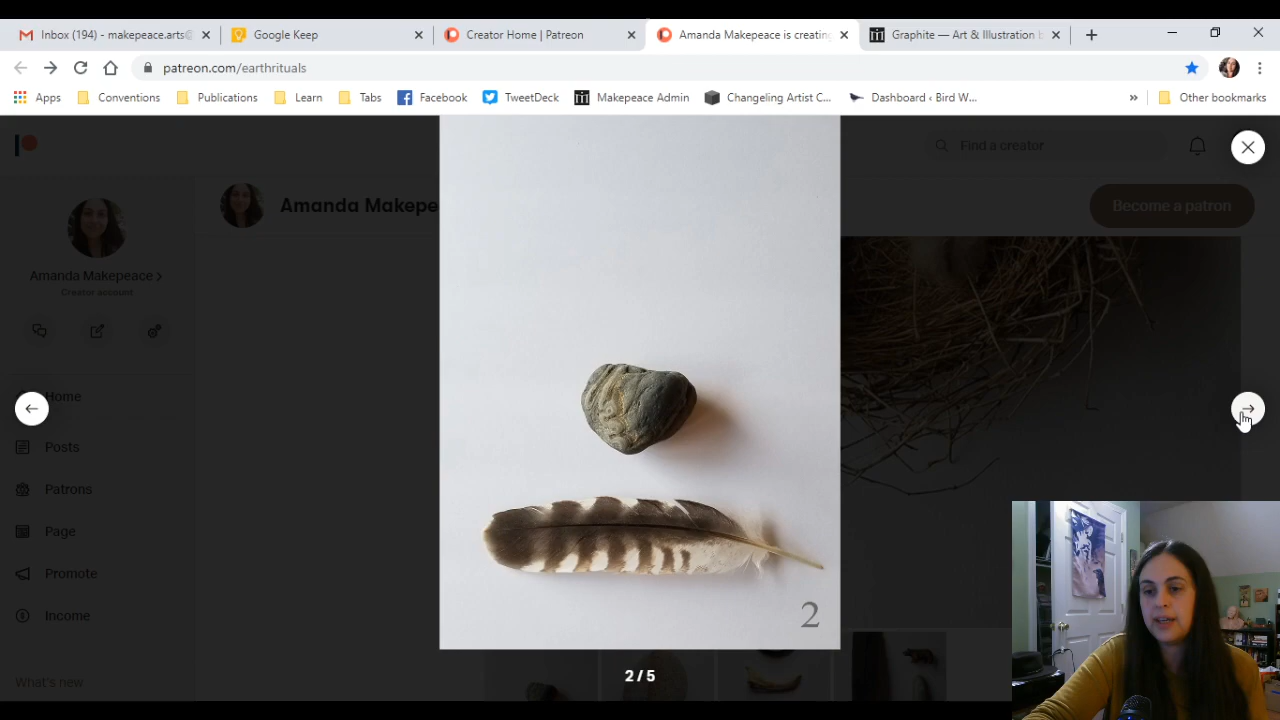 Inbox (194) - makepeace.arts@
Google Keep
Creator Home | Patreon
Amanda Makepeace is creating
Graphite — Art & Illustration b
patreon.com/earthrituals
Apps
Conventions
Publications
Learn
Tabs
Facebook
TweetDeck
Makepeace Admin
Changeling Artist C...
Dashboard ‹ Bird W...
»
Other bookmarks
Find a creator
Amanda Makepe
Become a patron
Amanda Makepeace
Creator account
Home
Posts
Patrons
Page
Promote
Income
What's new
2
2 / 5